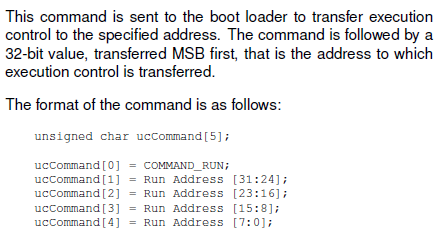 This command is sent to the boot loader to transfer execution
control to the specified address. The command is followed by a
32-bit value, transferred MSB first, that is the address to which
execution control is transferred.
The format of the command is as follows:
unsigned char ucCommand[5];
ucCommand[0] = COMMAND_RUN;
ucCommand[1] = Run Address [31:24];
ucCommand[2] = Run Address [23:16];
ucCommand[3] = Run Address [15:8];
ucCommand[4] = Run Address [7:0];